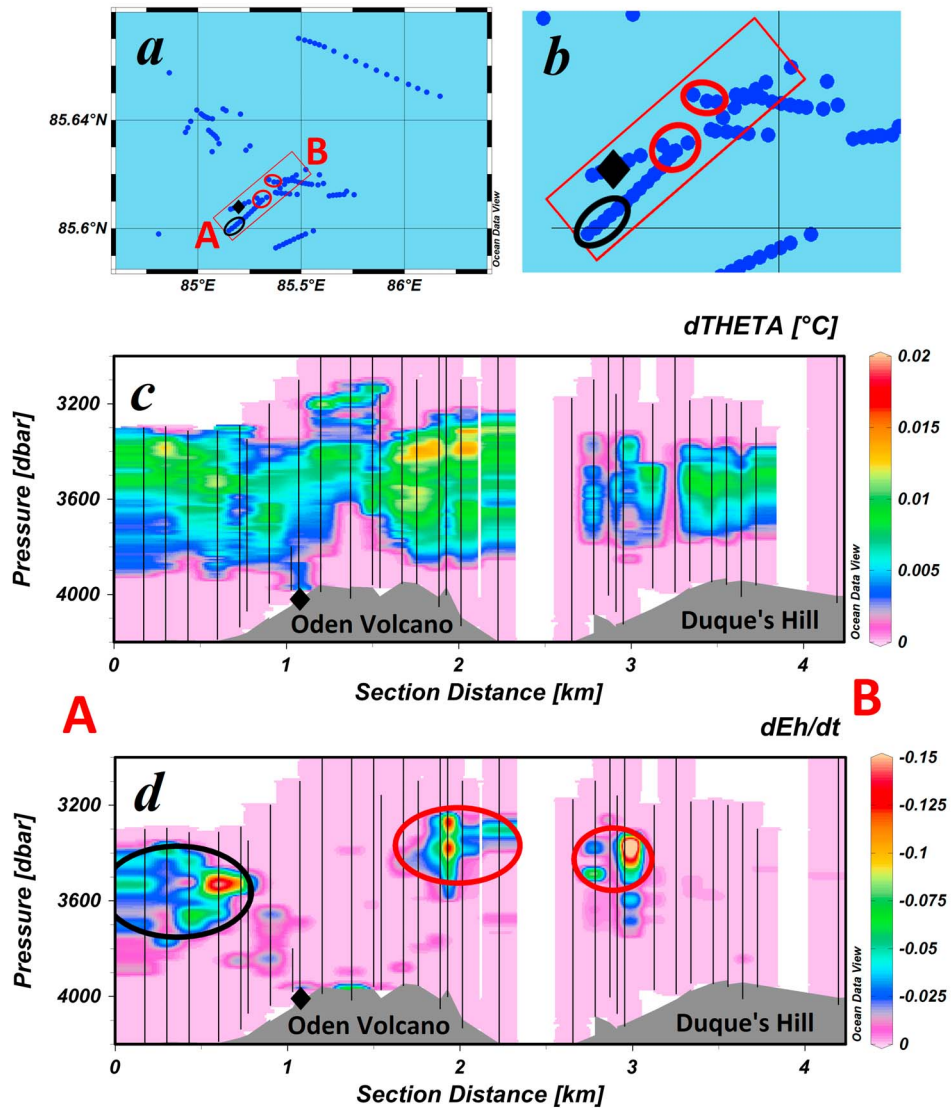 a
b
85.64°N
85.6°N
B
A
85°E
85.5°E
86°E
Ocean Data View
dTHETA [°C]
c
Pressure [dbar]
3200
3600
4000
0.02
0.015
0.01
0.005
0
Oden Volcano
Duque's Hill
Ocean Data View
0
1
2
3
4
Section Distance [km]
A
B
dEh/dt
d
Pressure [dbar]
3200
3600
4000
-0.15
-0.125
-0.1
-0.075
-0.05
-0.025
0
Oden Volcano
Duque's Hill
Ocean Data View
0
1
2
3
4
Section Distance [km]